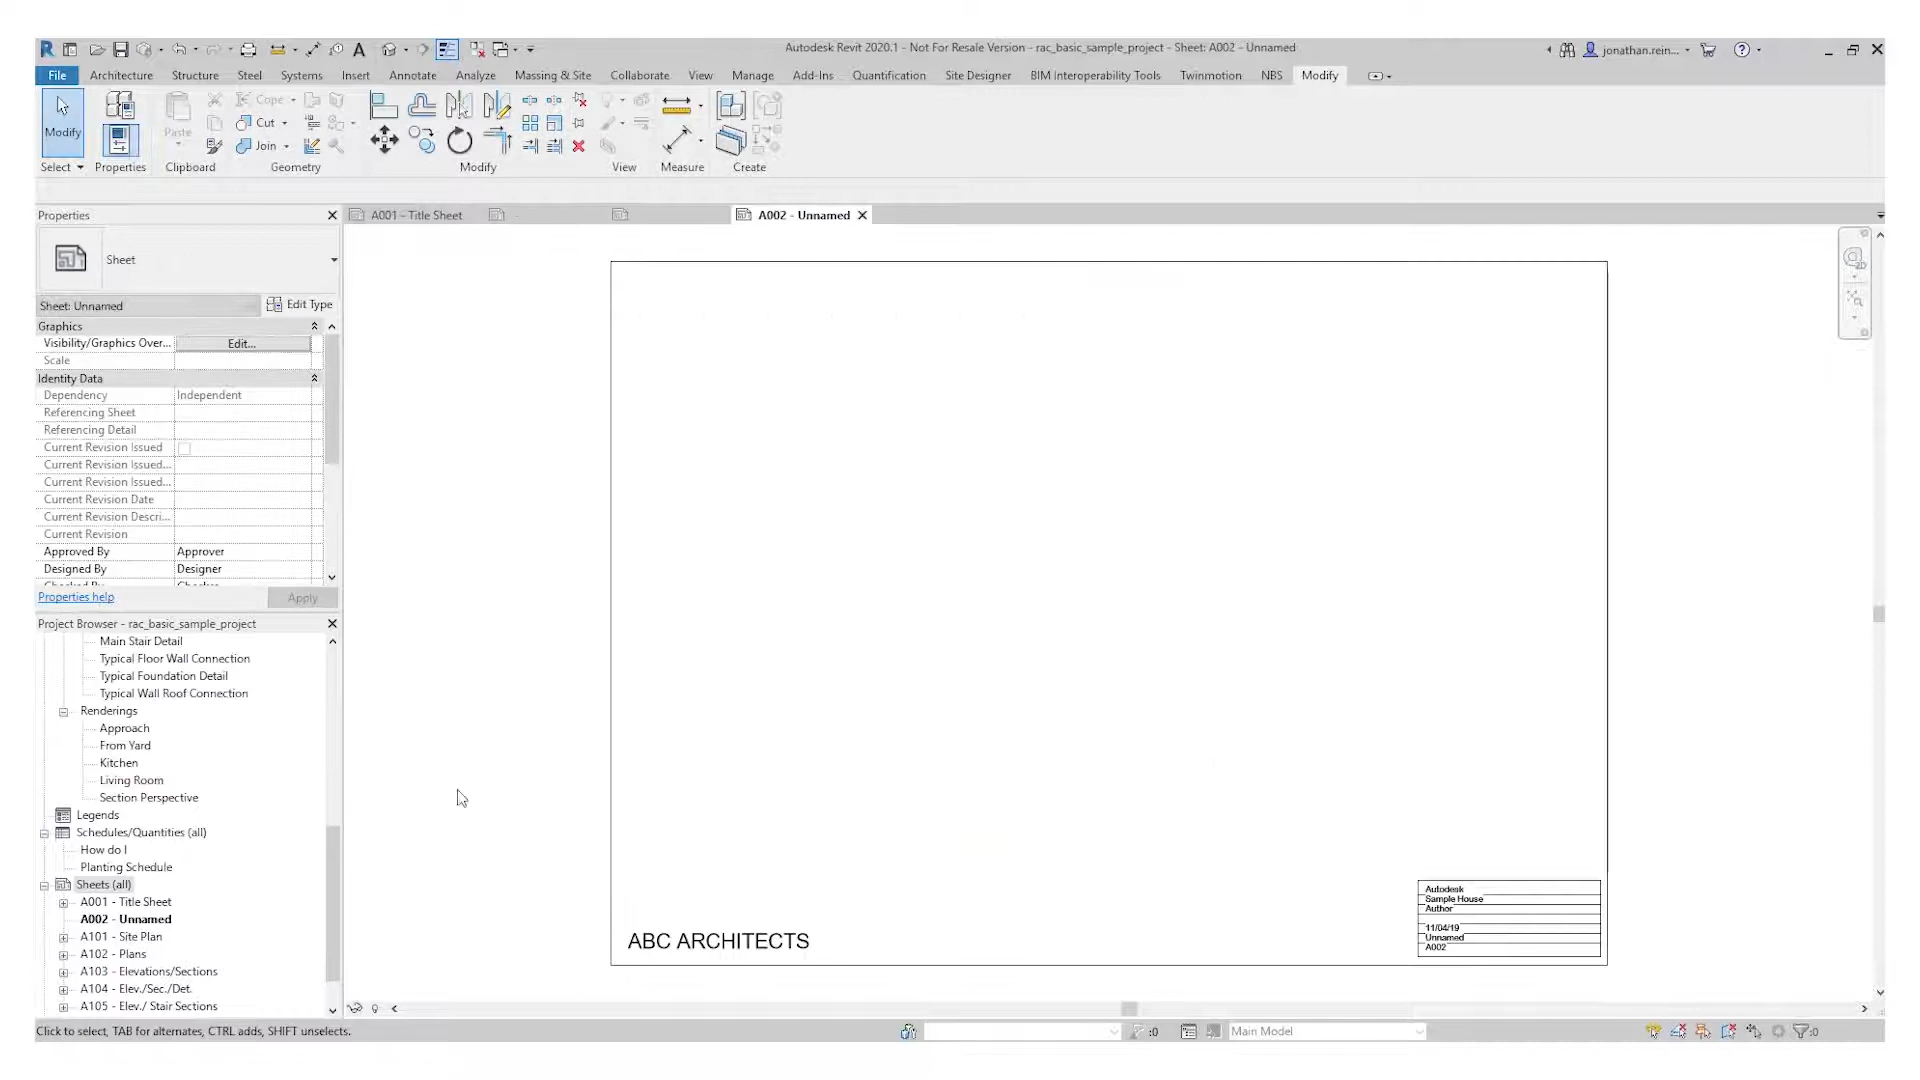 Autodesk Revit 2020.1 - Not For Resale Version - rac_basic_sample_project - Sheet: A002 - Unnamed
jonathan.rein...
File Architecture Structure Steel Systems Insert Annotate Analyze Massing & Site Collaborate View Manage Add-Ins Quantification Site Designer BIM Interoperability Tools Twinmotion NBS Modify
Modify
Paste
Cope
Cut
Join
Select Properties Clipboard Geometry Modify View Measure Create
Properties
A001 - Title Sheet
A002 - Unnamed
Sheet
Sheet: Unnamed
Edit Type
Graphics
Visibility/Graphics Over... Edit...
Scale
Identity Data
Dependency Independent
Referencing Sheet
Referencing Detail
Current Revision Issued
Current Revision Issued...
Current Revision Issued...
Current Revision Date
Current Revision Descri...
Current Revision
Approved By Approver
Designed By Designer
Properties help
Apply
Project Browser - rac_basic_sample_project
Main Stair Detail
Typical Floor Wall Connection
Typical Foundation Detail
Typical Wall Roof Connection
Renderings
Approach
From Yard
Kitchen
Living Room
Section Perspective
Legends
Schedules/Quantities (all)
How do I
Planting Schedule
Sheets (all)
A001 - Title Sheet
A002 - Unnamed
A101 - Site Plan
A102 - Plans
A103 - Elevations/Sections
A104 - Elev./Sec./Det.
A105 - Elev./ Stair Sections
ABC ARCHITECTS
Autodesk
Sample House
Author
11/04/19
Unnamed
A002
Click to select, TAB for alternates, CTRL adds, SHIFT unselects.
:0
Main Model
:0